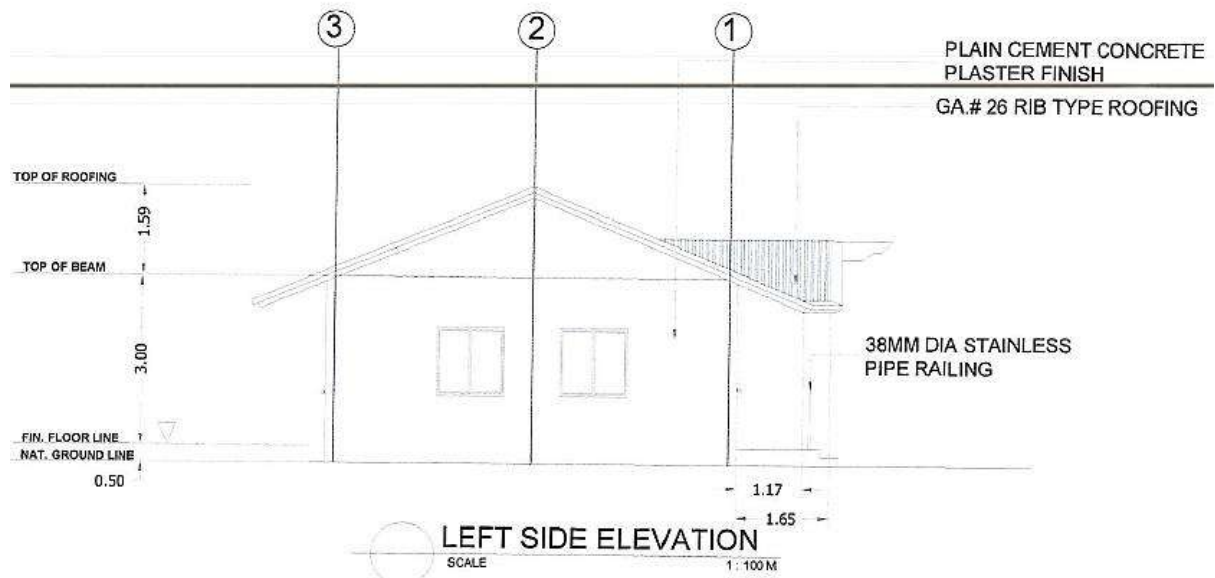 3
2
1
PLAIN CEMENT CONCRETE
PLASTER FINISH
GA.# 26 RIB TYPE ROOFING
TOP OF ROOFING
1.59
TOP OF BEAM
3.00
38MM DIA STAINLESS
PIPE RAILING
FIN. FLOOR LINE
NAT. GROUND LINE
0.50
1.17
1.65
LEFT SIDE ELEVATION
SCALE
1 : 100 M